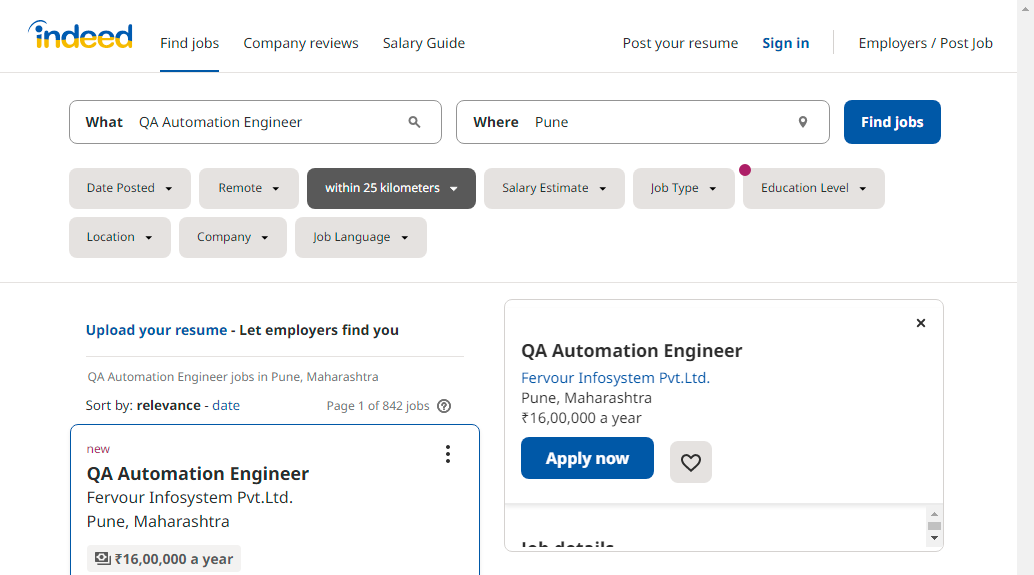 indeed
Find jobs Company reviews Salary Guide Post your resume Sign in Employers / Post Job
What QA Automation Engineer Where Pune Find jobs
Date Posted Remote within 25 kilometers Salary Estimate Job Type Education Level
Location Company Job Language
Upload your resume - Let employers find you
QA Automation Engineer jobs in Pune, Maharashtra
Sort by: relevance - date Page 1 of 842 jobs
new
QA Automation Engineer
Fervour Infosystem Pvt.Ltd.
Pune, Maharashtra
₹16,00,000 a year
QA Automation Engineer
Fervour Infosystem Pvt.Ltd.
Pune, Maharashtra
₹16,00,000 a year
Apply now
Job details